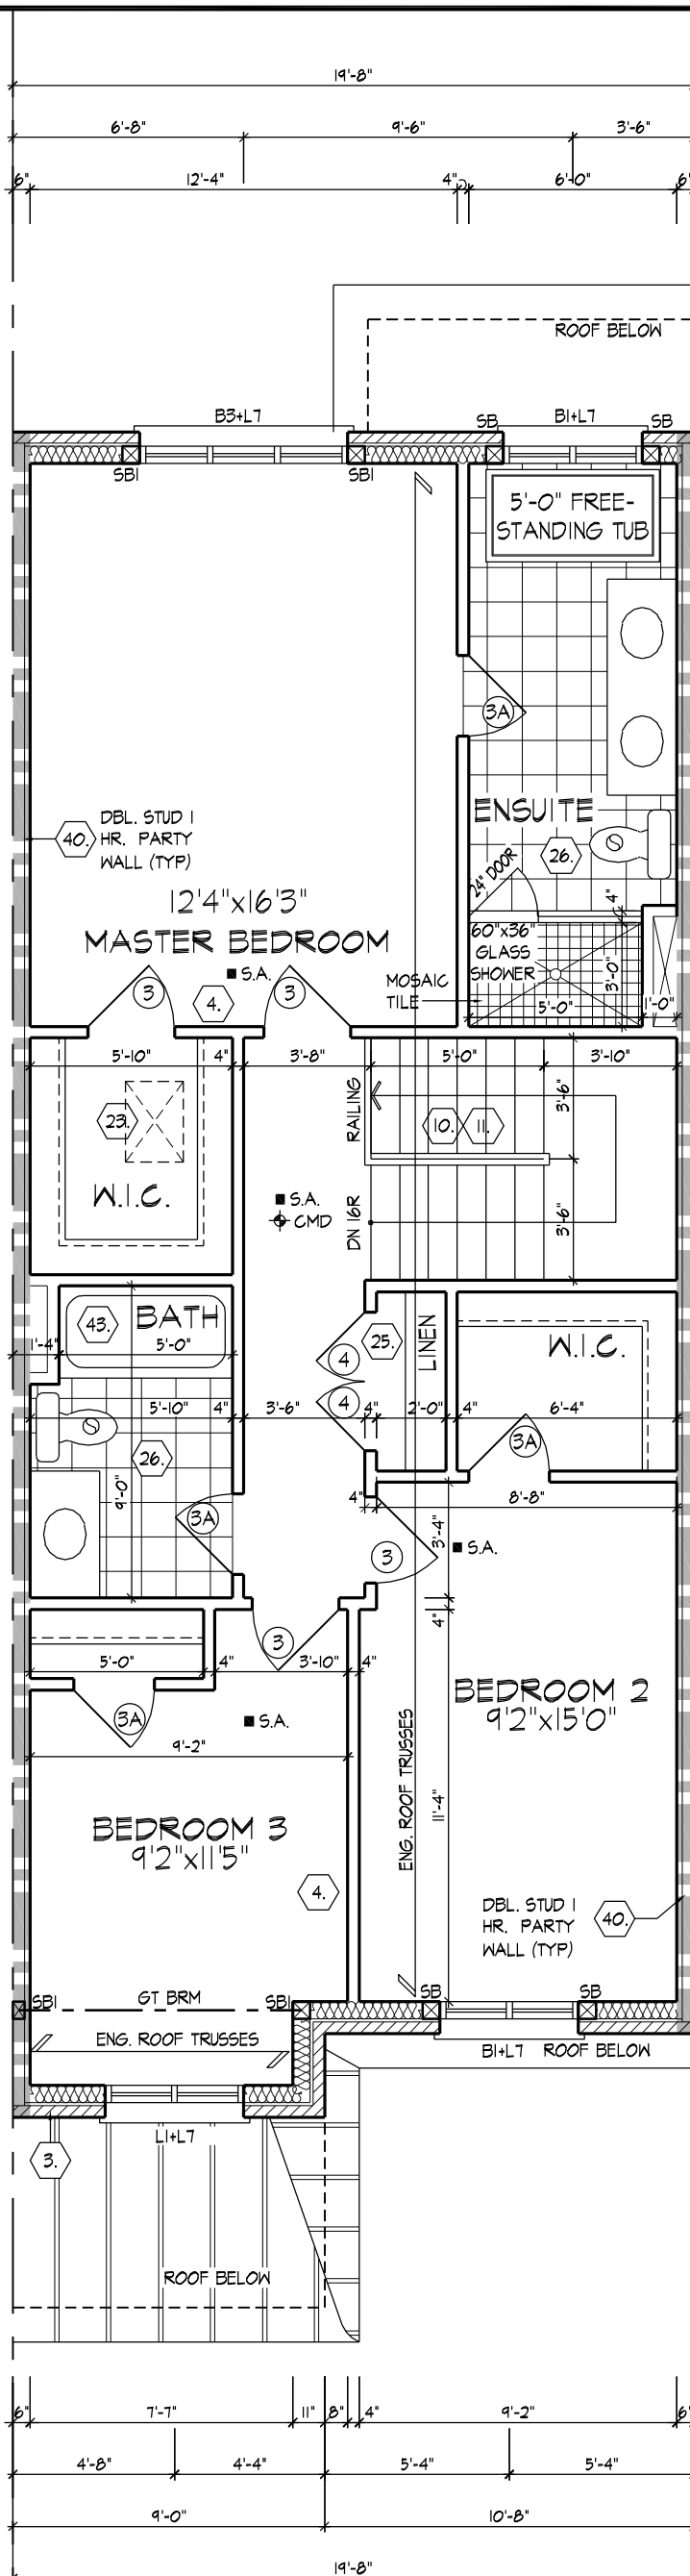 19'-8"
6'-8" 9'-6" 3'-6"
6" 12'-4" 4" 6'-0" 6"
ROOF BELOW
B3+L7 SB B1+L7 SB
SB1 SB1
5'-0" FREE-
STANDING TUB
3A
ENSUITE
26.
40.
DBL. STUD 1
HR. PARTY
WALL (TYP)
24" DOOR
4"
12'4"x16'3"
MASTER BEDROOM
60"x36"
GLASS
SHOWER
3'-0"
S.A.
MOSAIC
TILE
3 4. 3
5'-0" 1'-0"
5'-10" 4" 3'-8" 5'-0" 3'-10"
RAILING
3'-6"
23.
10. 11.
W.I.C.
S.A.
CMD
DN 16R
3'-6"
43.
BATH
1'-4" 5'-0"
25.
LINEN
W.I.C.
4
4
5'-10" 4" 3'-6" 4" 2'-0" 4" 6'-4"
26.
3A
9'-0"
4" 8'-8"
3A
3'-4"
S.A.
3
4"
3
5'-0" 4" 3'-10" 4"
3A
S.A.
BEDROOM 2
9'2"x15'0"
9'-2"
ENG. ROOF TRUSSES
11'-4"
BEDROOM 3
9'2"x11'5"
4.
DBL. STUD 1
HR. PARTY
WALL (TYP)
40.
SB1 GT BRM SB1
SB SB
ENG. ROOF TRUSSES
B1+L7 ROOF BELOW
L1+L7
3.
ROOF BELOW
6" 7'-7" 11" 8" 4" 9'-2" 6"
4'-8" 4'-4" 5'-4" 5'-4"
9'-0" 10'-8"
19'-8"